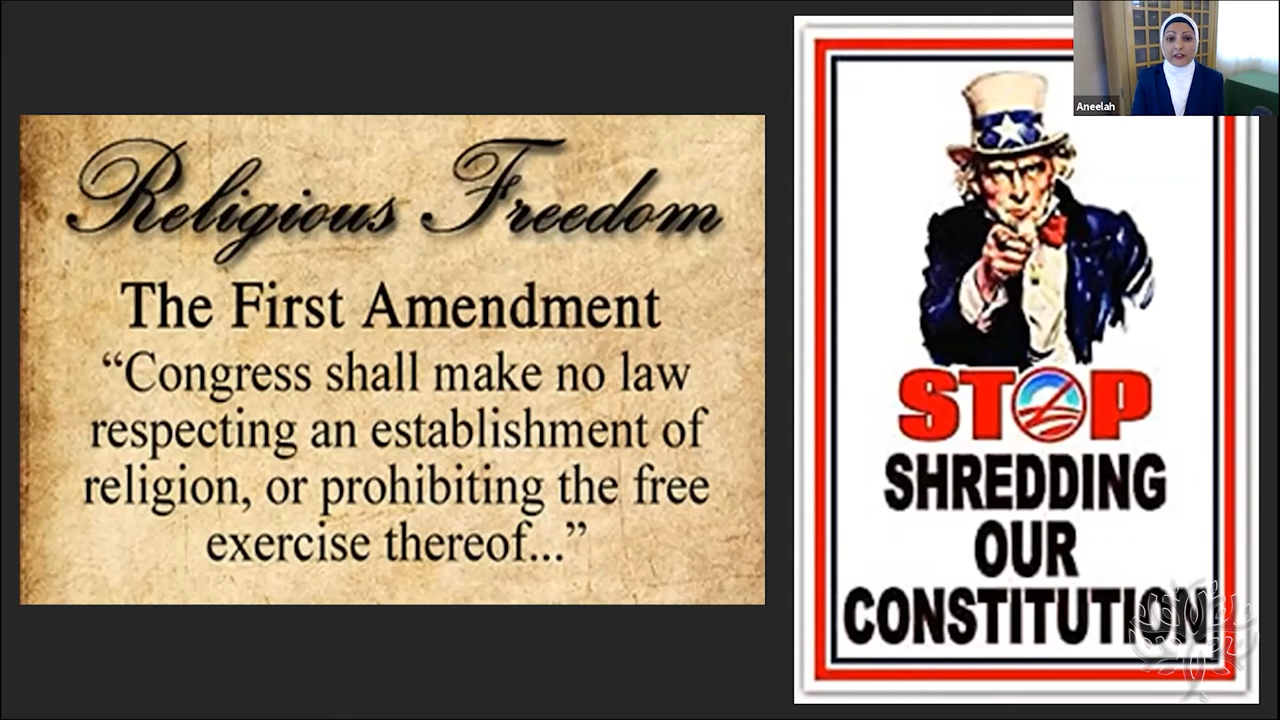 Religious Freedom
The First Amendment
“Congress shall make no law
respecting an establishment of
religion, or prohibiting the free
exercise thereof...”
Aneelah
STOP
SHREDDING
OUR
CONSTITUTION